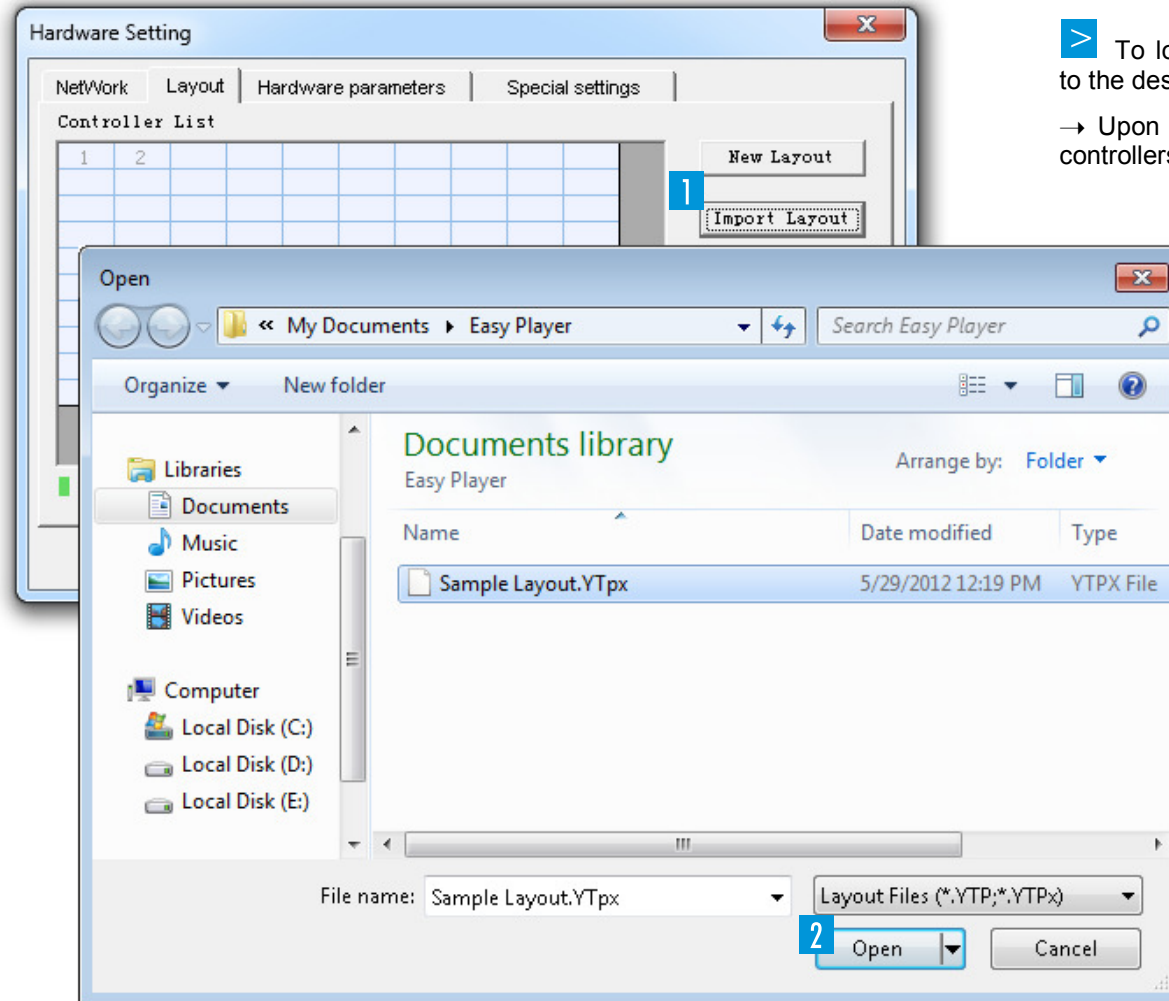 Hardware Setting
NetWork Layout Hardware parameters Special settings
Controller List
1 2
New Layout
1
Import Layout
> To
to the
→ Upon
Open
« My Documents ▸ Easy Player
Search Easy Player
Organize New folder
Libraries
Documents
Music
Pictures
Videos
Computer
Local Disk (C:)
Local Disk (D:)
Local Disk (E:)
Documents library
Easy Player
Arrange by: Folder
Name Date modified Type
Sample Layout.YTpx 5/29/2012 12:19 PM YTPX File
File name: Sample Layout.YTpx
Layout Files (*.YTP;*.YTPx)
2
Open Cancel